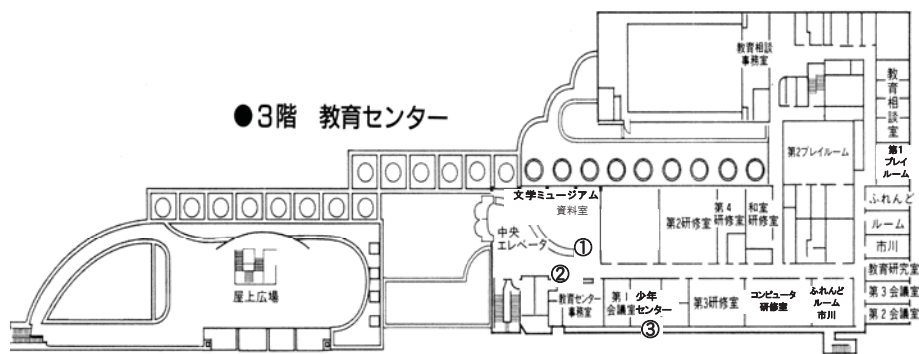 ●3階 教育センター
教育相談
事務室
教育相談室
第2プレイルーム
第1
プレイ
ルーム
文学ミュージアム
資料室
中央
エレベータ
①
②
第2研修室
第4
研修室
和室
研修室
ふれんど
ルーム
市川
教育研究室
第3会議室
第2会議室
屋上広場
教育センター
事務室
第1
会議室
少年
センター
③
第3研修室
コンピュータ
研修室
ふれんど
ルーム
市川